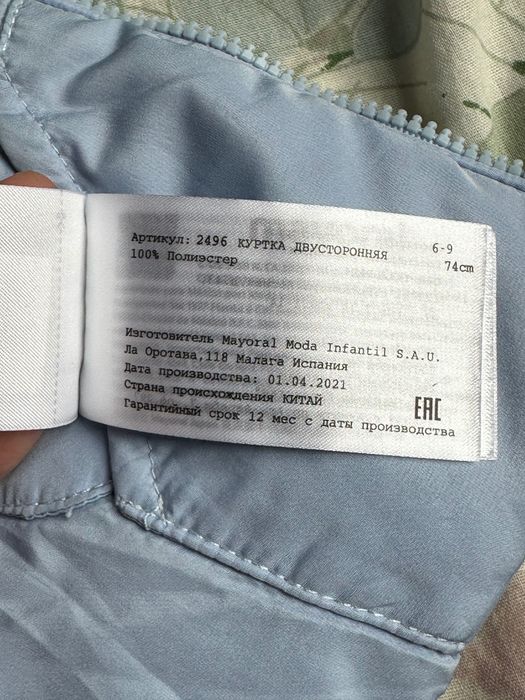 Артикул: 2496 КУРТКА ДВУСТОРОННЯЯ 6-9
100% Полиэстер 74cm
Изготовитель Mayoral Moda Infantil S.A.U.
Ла Оротава,118 Малага Испания
Дата производства: 01.04.2021
Страна происхождения КИТАЙ
Гарантийный срок 12 мес с даты производства
EAC